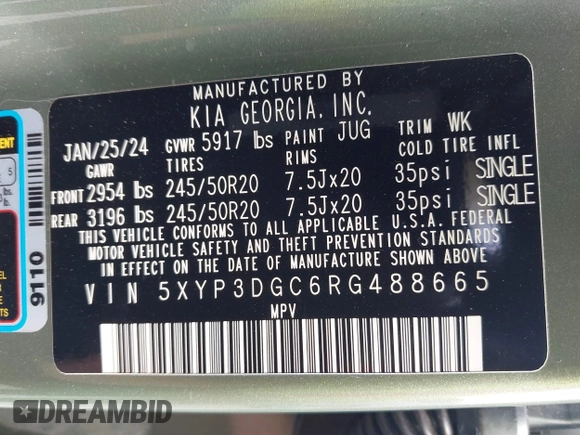 MANUFACTURED BY
KIA GEORGIA, INC.
JAN/25/24 GVWR 5917 lbs PAINT JUG TRIM WK
GAWR TIRES RIMS COLD TIRE INFL
FRONT 2954 lbs 245/50R20 7.5Jx20 35psi SINGLE
REAR 3196 lbs 245/50R20 7.5Jx20 35psi SINGLE
THIS VEHICLE CONFORMS TO ALL APPLICABLE U.S.A. FEDERAL
MOTOR VEHICLE SAFETY AND THEFT PREVENTION STANDARDS
IN EFFECT ON THE DATE OF MANUFACTURE SHOWN ABOVE
VIN 5XYP3DGC6RG488665
MPV
5
lbs.
9110
DREAMBID